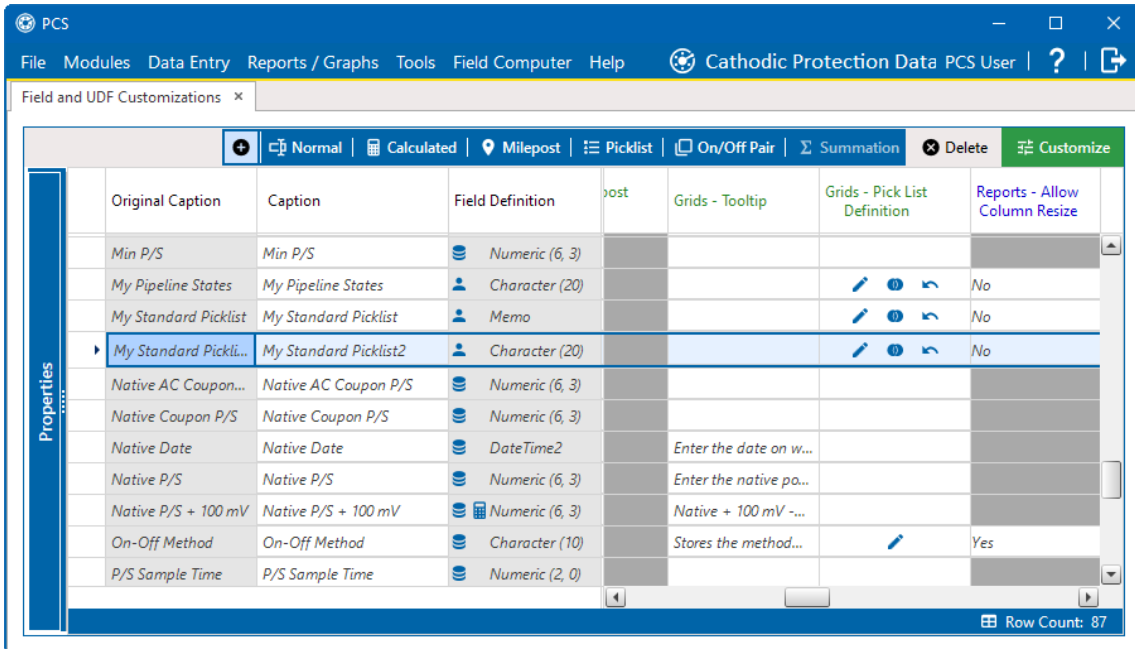 PCS
File Modules Data Entry Reports / Graphs Tools Field Computer Help Cathodic Protection Data PCS User | ? |
Field and UDF Customizations ×
Normal | Calculated | Milepost | Picklist | On/Off Pair | Σ Summation Delete Customize
Properties
Original Caption Caption Field Definition post Grids - Tooltip Grids - Pick List Definition Reports - Allow Column Resize
Min P/S Min P/S Numeric (6, 3)
My Pipeline States My Pipeline States Character (20) No
My Standard Picklist My Standard Picklist Memo No
My Standard Pickli... My Standard Picklist2 Character (20) No
Native AC Coupon... Native AC Coupon P/S Numeric (6, 3)
Native Coupon P/S Native Coupon P/S Numeric (6, 3)
Native Date Native Date DateTime2 Enter the date on w...
Native P/S Native P/S Numeric (6, 3) Enter the native po...
Native P/S + 100 mV Native P/S + 100 mV Numeric (6, 3) Native + 100 mV -...
On-Off Method On-Off Method Character (10) Stores the method... Yes
P/S Sample Time P/S Sample Time Numeric (2, 0)
Row Count: 87